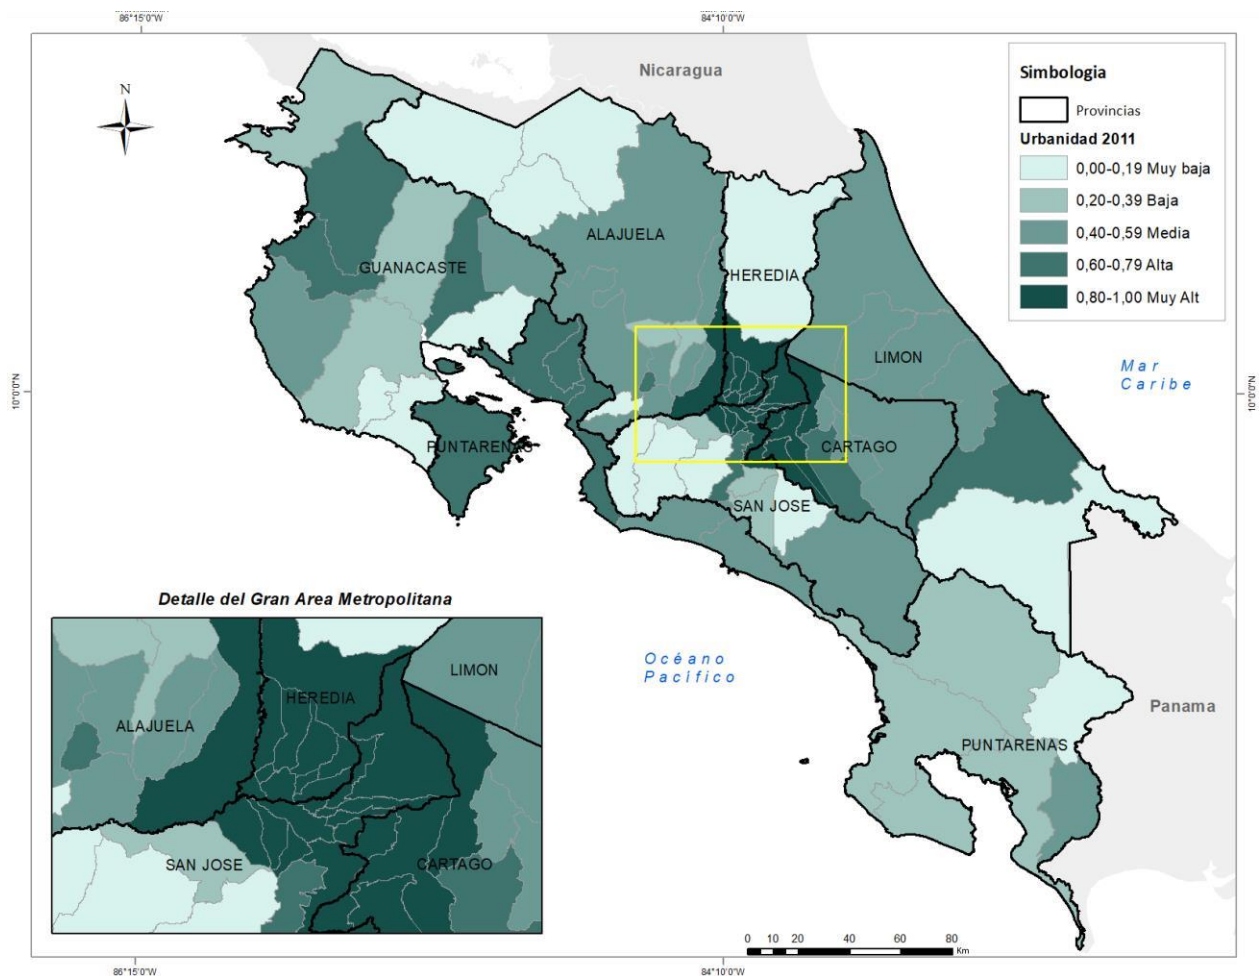 86°15'0"W
84°10'0"W
N
Nicaragua
Simbologia
Provincias
Urbanidad 2011
0,00-0,19 Muy baja
0,20-0,39 Baja
0,40-0,59 Media
0,60-0,79 Alta
0,80-1,00 Muy Alt
ALAJUELA
GUANACASTE
HEREDIA
LIMON
Mar
Caribe
10°0'0"N
10°0'0"N
PUNTARENAS
CARTAGO
SAN JOSE
Detalle del Gran Area Metropolitana
Océano
Pacífico
Panama
PUNTARENAS
LIMON
HEREDIA
ALAJUELA
SAN JOSE
CARTAGO
0 10 20 40 60 80
Km
86°15'0"W
84°10'0"W